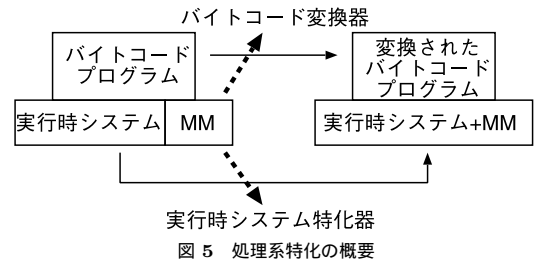 バイトコード変換器
バイトコード
プログラム
実行時システム
MM
変換された
バイトコード
プログラム
実行時システム+MM
実行時システム特化器
図 5 処理系特化の概要